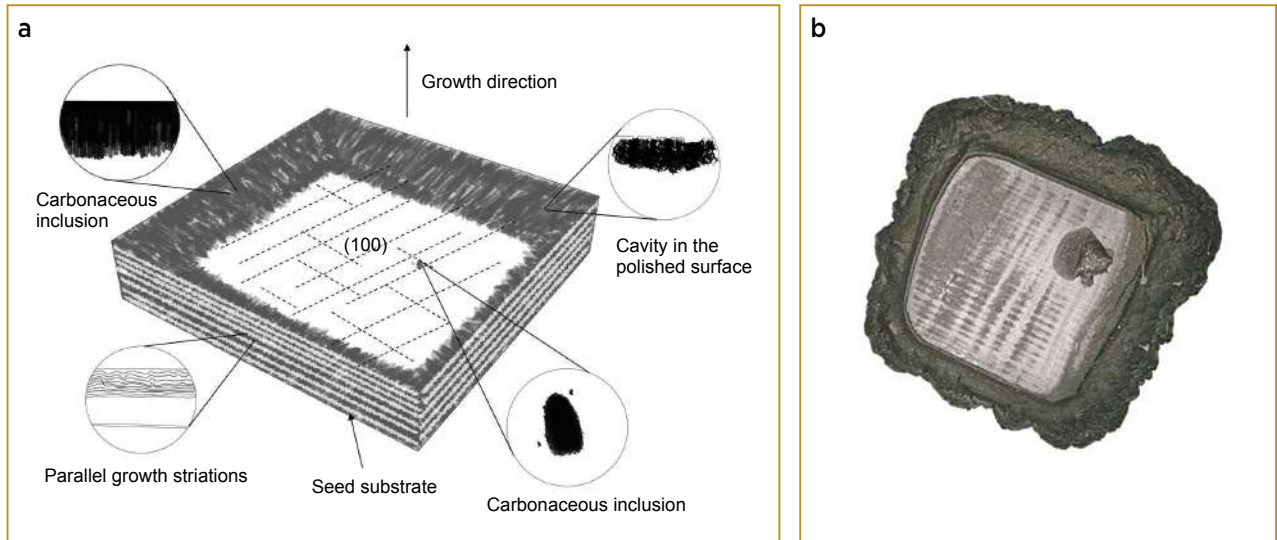 a
Growth direction
Carbonaceous
inclusion
(100)
Cavity in the
polished surface
Parallel growth striations
Seed substrate
Carbonaceous inclusion
b